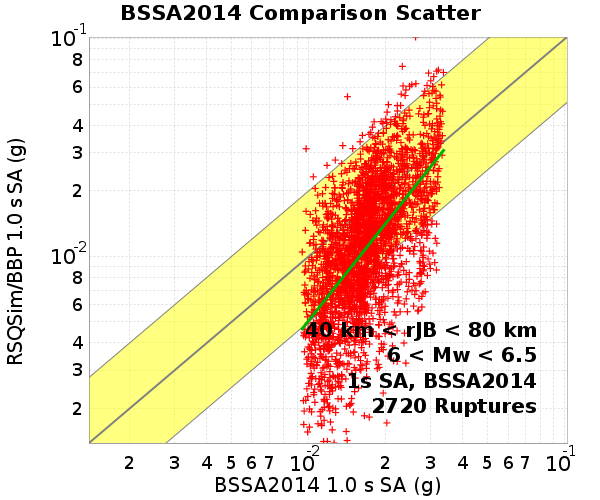 BSSA2014 Comparison Scatter
10-1
8
6
4
3
2
10-2
8
6
4
3
2
RSQSim/BBP 1.0 s SA (g)
40 km < rJB < 80 km
6 < Mw < 6.5
1s SA, BSSA2014
2720 Ruptures
2 3 4 5 6 7 10-2 2 3 4 5 6 7 10-1
BSSA2014 1.0 s SA (g)